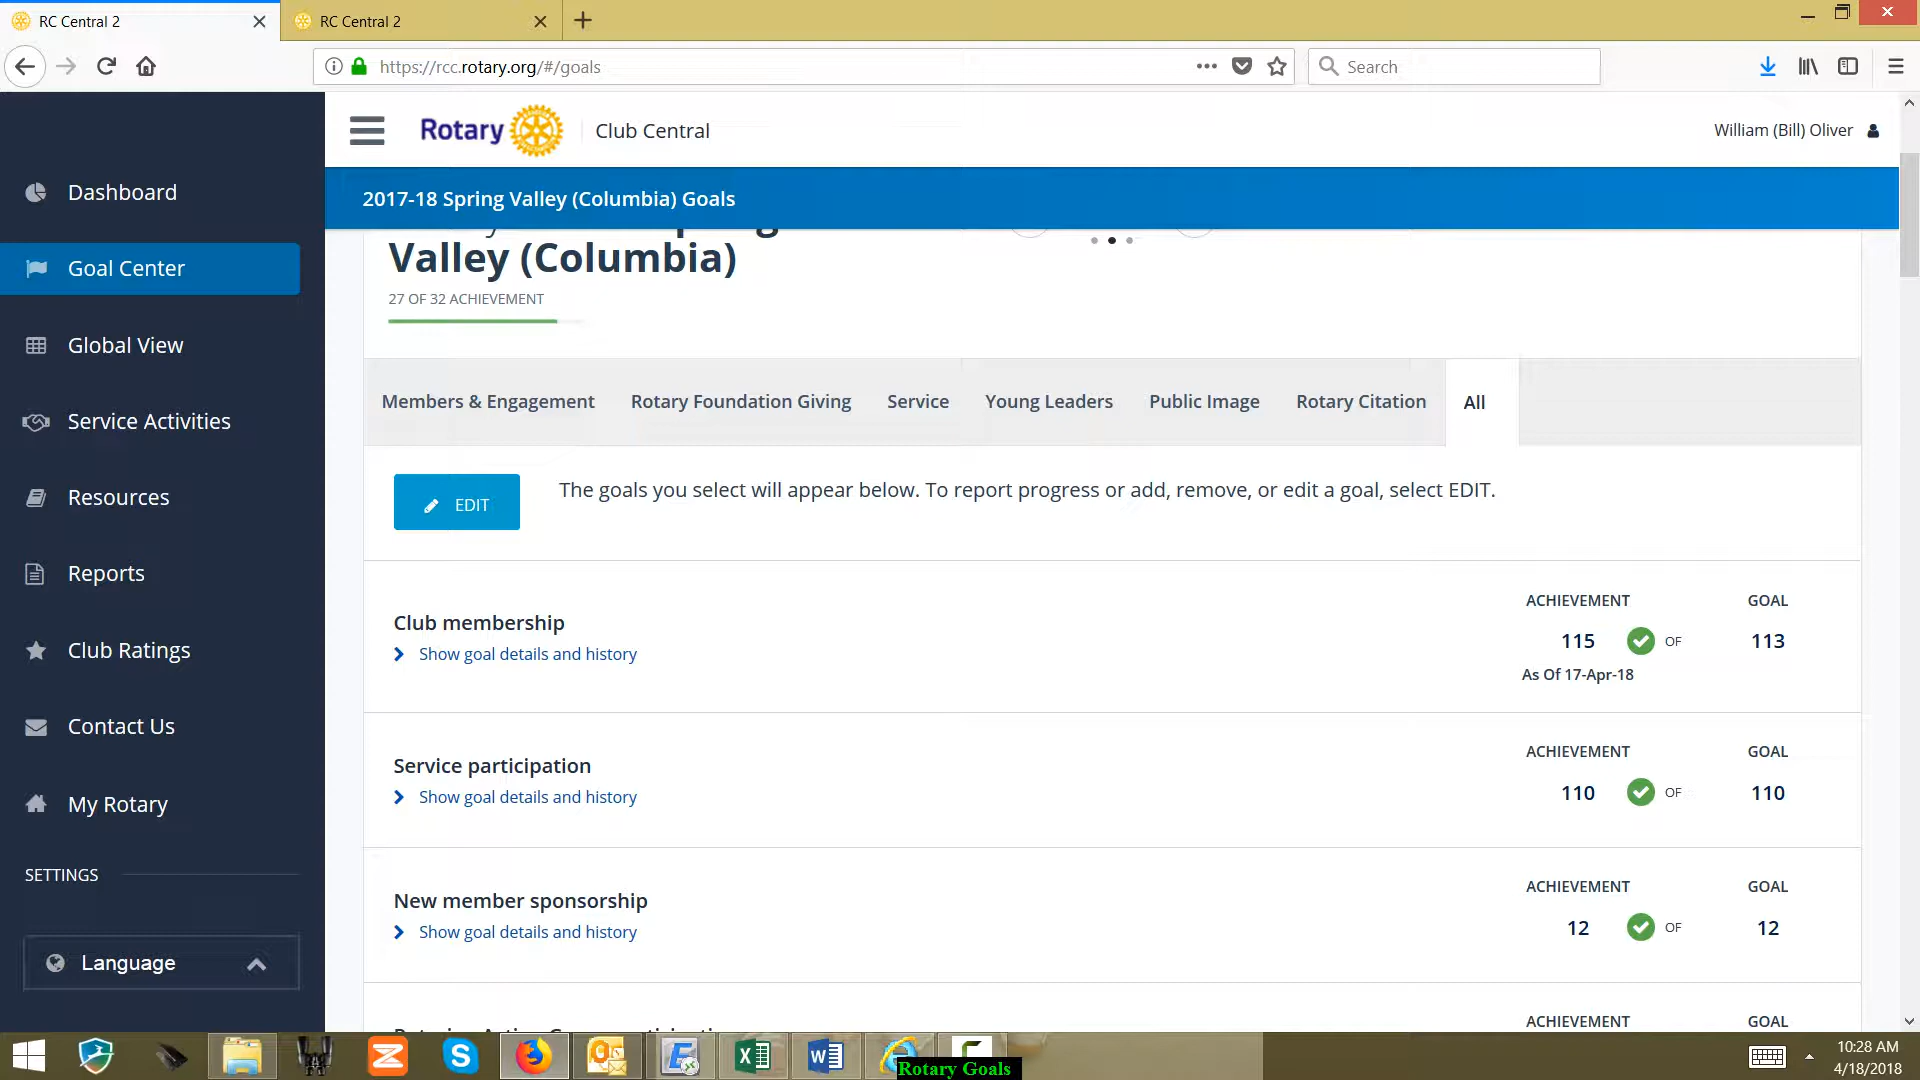 RC Central 2
RC Central 2
https://rcc.rotary.org/#/goals
Search
Rotary
Club Central
William (Bill) Oliver
2017-18 Spring Valley (Columbia) Goals
Dashboard
Goal Center
Global View
Service Activities
Resources
Reports
Club Ratings
Contact Us
My Rotary
SETTINGS
Language
Valley (Columbia)
27 OF 32 ACHIEVEMENT
Members & Engagement Rotary Foundation Giving Service Young Leaders Public Image Rotary Citation All
EDIT
The goals you select will appear below. To report progress or add, remove, or edit a goal, select EDIT.
ACHIEVEMENT GOAL
Club membership
115 OF 113
Show goal details and history
As Of 17-Apr-18
ACHIEVEMENT GOAL
Service participation
110 OF 110
Show goal details and history
ACHIEVEMENT GOAL
New member sponsorship
12 OF 12
Show goal details and history
ACHIEVEMENT GOAL
Rotary Goals
10:28 AM
4/18/2018